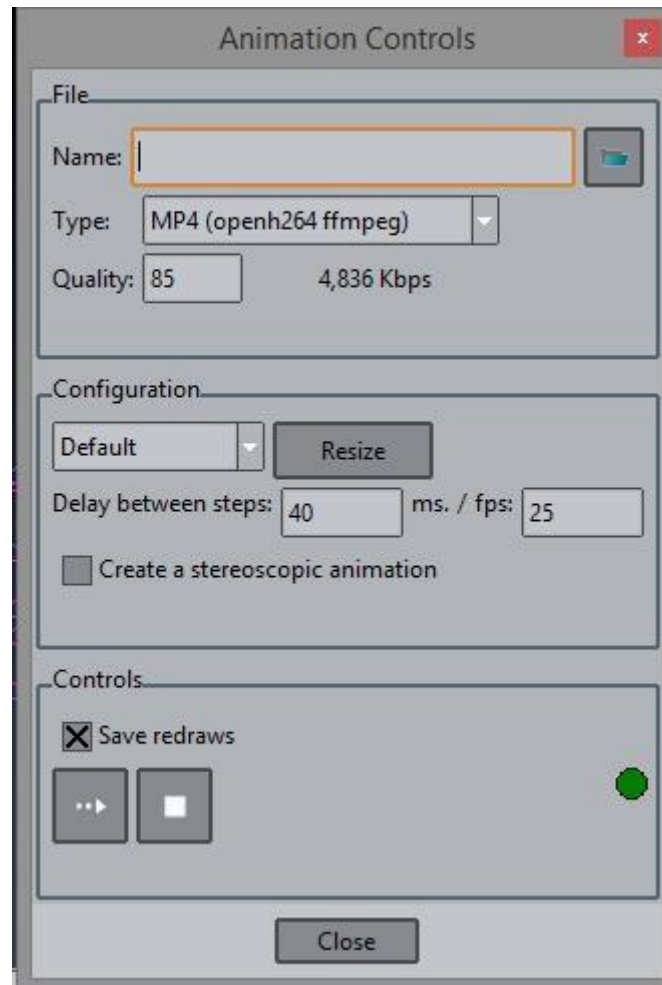 Animation Controls
x
File
Name:
Type: MP4 (openh264 ffmpeg)
Quality: 85 4,836 Kbps
Configuration
Default Resize
Delay between steps: 40 ms. / fps: 25
Create a stereoscopic animation
Controls
Save redraws
Close